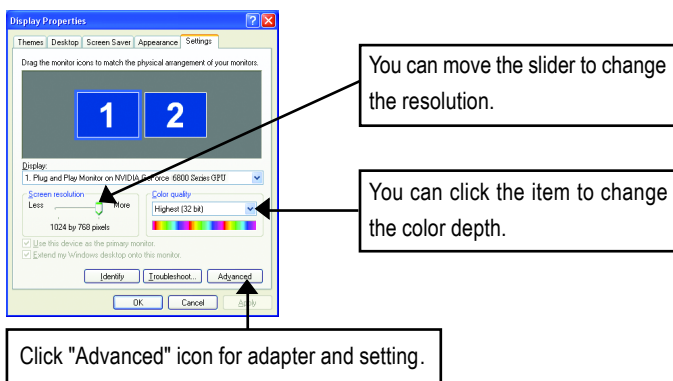 Display Properties
Themes Desktop Screen Saver Appearance Settings
Drag the monitor icons to match the physical arrangement of your monitors.
1 2
Display:
1. Plug and Play Monitor on NVIDIA GeForce 6800 Series GPU
Screen resolution
Less More
1024 by 768 pixels
Color quality
Highest (32 bit)
Use this device as the primary monitor.
Extend my Windows desktop onto this monitor.
Identify Troubleshoot... Advanced
OK Cancel Apply
You can move the slider to change
the resolution.
You can click the item to change
the color depth.
Click "Advanced" icon for adapter and setting.